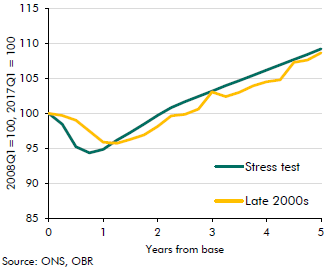 115
110
105
100
95
90
85
2008Q1=100, 2017Q1 = 100
Stress test
Late 2000s
0 1 2 3 4 5
Years from base
Source: ONS, OBR